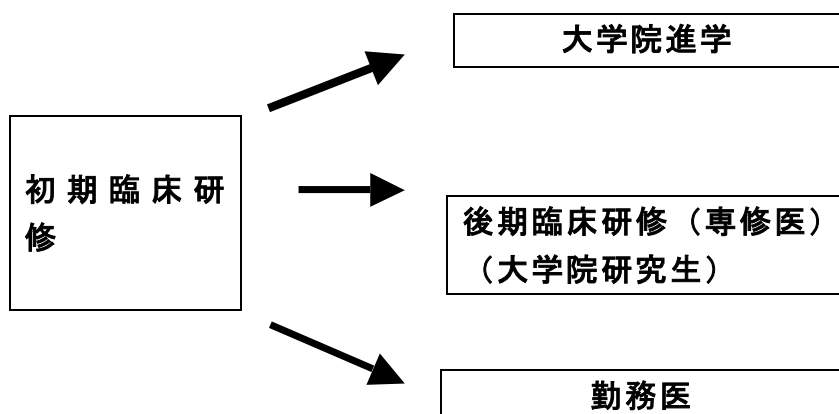 大学院進学
初期臨床研
修
後期臨床研修（専修医）
（大学院研究生）
勤務医